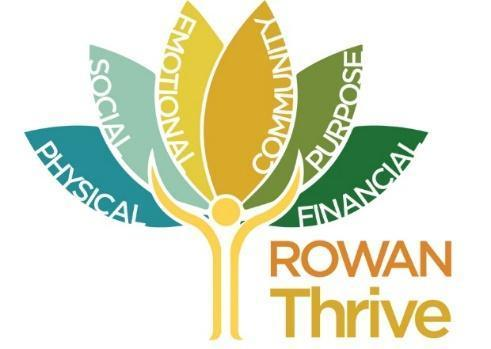 PHYSICAL
SOCIAL
EMOTIONAL
COMMUNITY
PURPOSE
FINANCIAL
ROWAN
Thrive